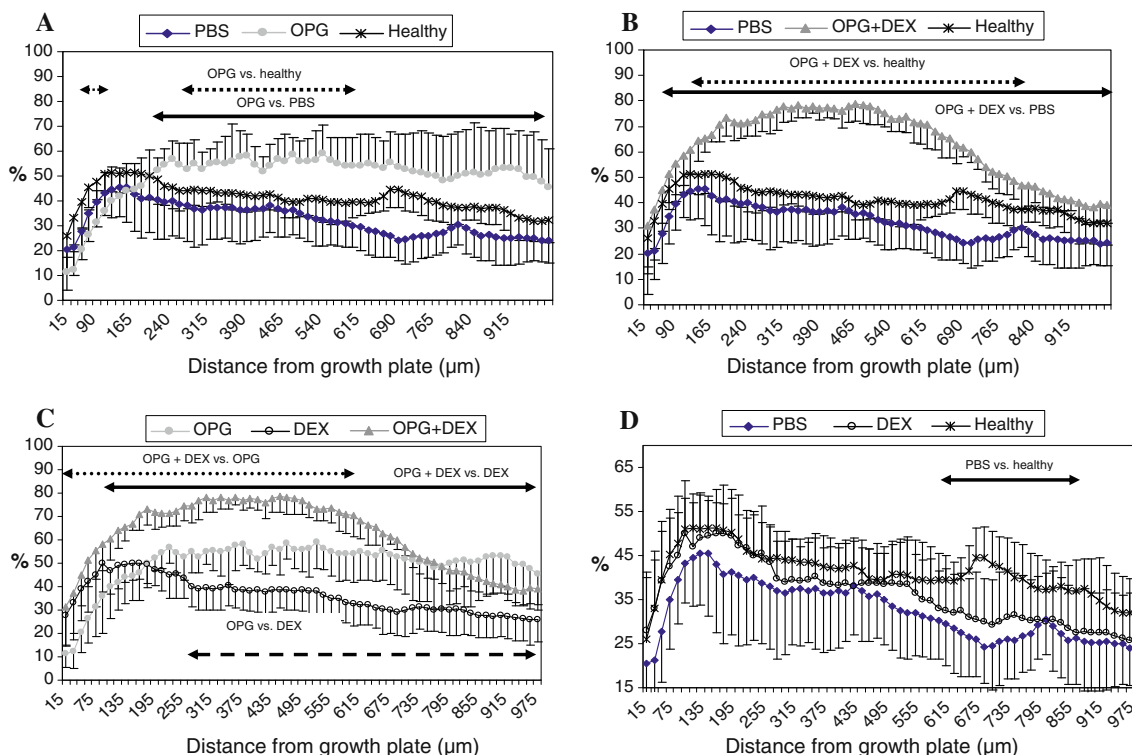 A
PBS OPG Healthy
100
90
80
70
60
50
40
30
20
10
0
%
OPG vs. healthy
OPG vs. PBS
15 90 165 240 315 390 465 540 615 690 765 840 915
Distance from growth plate (µm)
B
PBS OPG+DEX Healthy
100
90
80
70
60
50
40
30
20
10
0
%
OPG + DEX vs. healthy
OPG + DEX vs. PBS
15 90 165 240 315 390 465 540 615 690 765 840 915
Distance from growth plate (µm)
C
OPG DEX OPG+DEX
100
90
80
70
60
50
40
30
20
10
0
%
OPG + DEX vs. OPG
OPG + DEX vs. DEX
OPG vs. DEX
15 75 135 195 255 315 375 435 495 555 615 675 735 795 855 915 975
Distance from growth plate (µm)
D
PBS DEX Healthy
65
55
45
35
25
15
%
PBS vs. healthy
15 75 135 195 255 315 375 435 495 555 615 675 735 795 855 915 975
Distance from growth plate (µm)